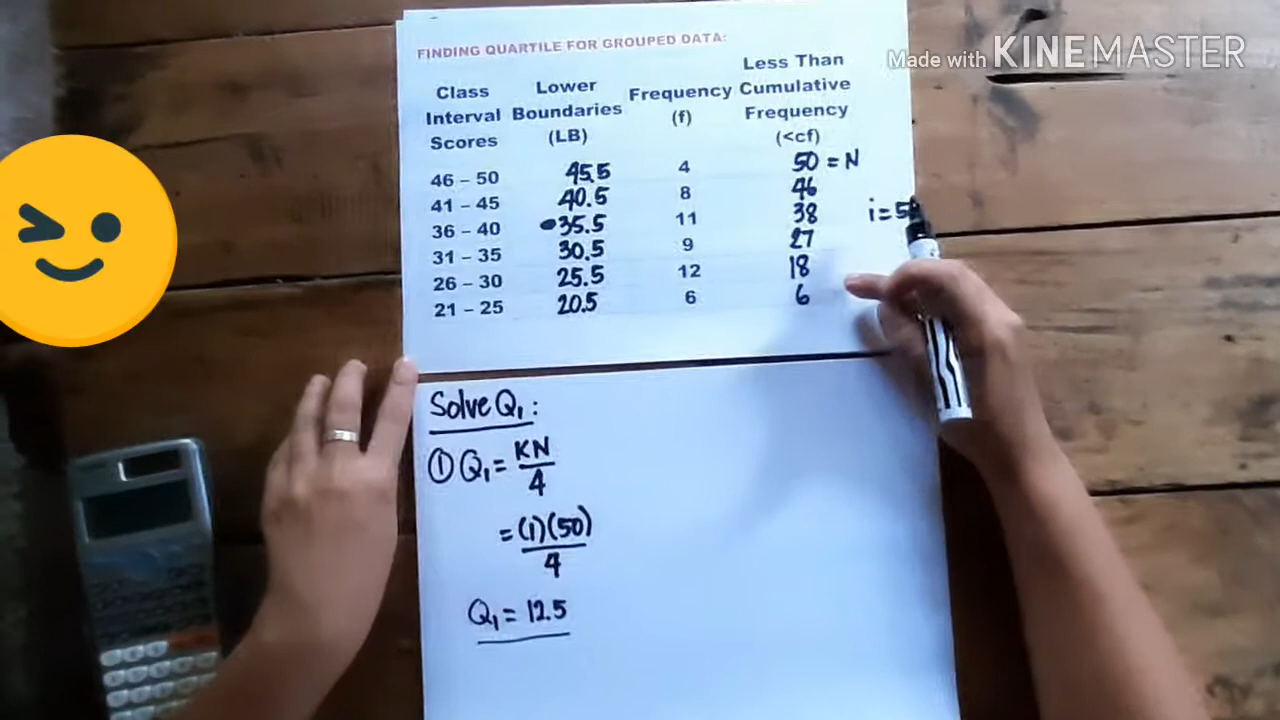 Made with KINEMASTER
FINDING QUARTILE FOR GROUPED DATA:
Class Interval Scores Lower Boundaries (LB) Frequency (f) Less Than Cumulative Frequency (<cf)
46 – 50 45.5 4 50 = N
41 – 45 40.5 8 46
36 – 40 35.5 11 38 i = 5
31 – 35 30.5 9 27
26 – 30 25.5 12 18
21 – 25 20.5 6 6
Solve Q₁:
① Q₁ = KN/4
= (1)(50)/4
Q₁ = 12.5